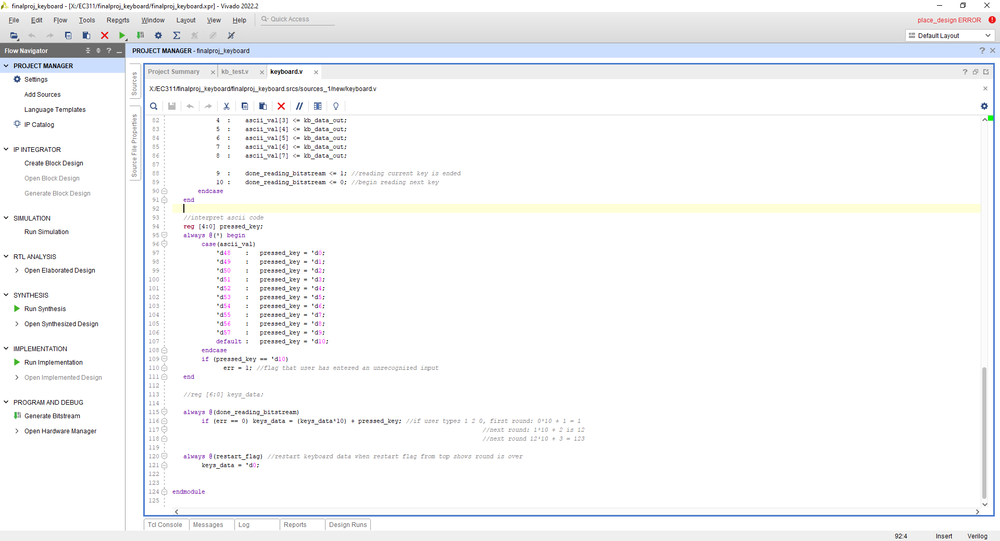 finalproj_keyboard - [X:/EC311/finalproj_keyboard/finalproj_keyboard.xpr] - Vivado 2022.2
File Edit Flow Tools Reports Window Layout View Help Quick Access
place_design ERROR
Default Layout
Flow Navigator
PROJECT MANAGER - finalproj_keyboard
PROJECT MANAGER
Settings
Add Sources
Language Templates
IP Catalog
IP INTEGRATOR
Create Block Design
Open Block Design
Generate Block Design
SIMULATION
Run Simulation
RTL ANALYSIS
Open Elaborated Design
SYNTHESIS
Run Synthesis
Open Synthesized Design
IMPLEMENTATION
Run Implementation
Open Implemented Design
PROGRAM AND DEBUG
Generate Bitstream
Open Hardware Manager
Sources
Source File Properties
Project Summary kb_test.v keyboard.v
X:/EC311/finalproj_keyboard/finalproj_keyboard.srcs/sources_1/new/keyboard.v
82 4 : ascii_val[3] <= kb_data_out;
83 5 : ascii_val[4] <= kb_data_out;
84 6 : ascii_val[5] <= kb_data_out;
85 7 : ascii_val[6] <= kb_data_out;
86 8 : ascii_val[7] <= kb_data_out;
87
88 9 : done_reading_bitstream <= 1; //reading current key is ended
89 10 : done_reading_bitstream <= 0; //begin reading next key
90 endcase
91 end
92
93 //interpret ascii code
94 reg [4:0] pressed_key;
95 always @(*) begin
96 case(ascii_val)
97 'd48 : pressed_key = 'd0;
98 'd49 : pressed_key = 'd1;
99 'd50 : pressed_key = 'd2;
100 'd51 : pressed_key = 'd3;
101 'd52 : pressed_key = 'd4;
102 'd53 : pressed_key = 'd5;
103 'd54 : pressed_key = 'd6;
104 'd55 : pressed_key = 'd7;
105 'd56 : pressed_key = 'd8;
106 'd57 : pressed_key = 'd9;
107 default : pressed_key = 'd10;
108 endcase
109 if (pressed_key == 'd10)
110 err = 1; //flag that user has entered an unrecognized input
111 end
112
113 //reg [6:0] keys_data;
114
115 always @(done_reading_bitstream)
116 if (err == 0) keys_data = (keys_data*10) + pressed_key; //if user types 1 2 0, first round: 0*10 + 1 = 1
117 //next round: 1*10 + 2 is 12
118 //next round 12*10 + 3 = 123
119
120 always @(restart_flag) //restart keyboard data when restart flag from top shows round is over
121 keys_data = 'd0;
122
123
124 endmodule
125
Tcl Console Messages Log Reports Design Runs
92:4 Insert Verilog